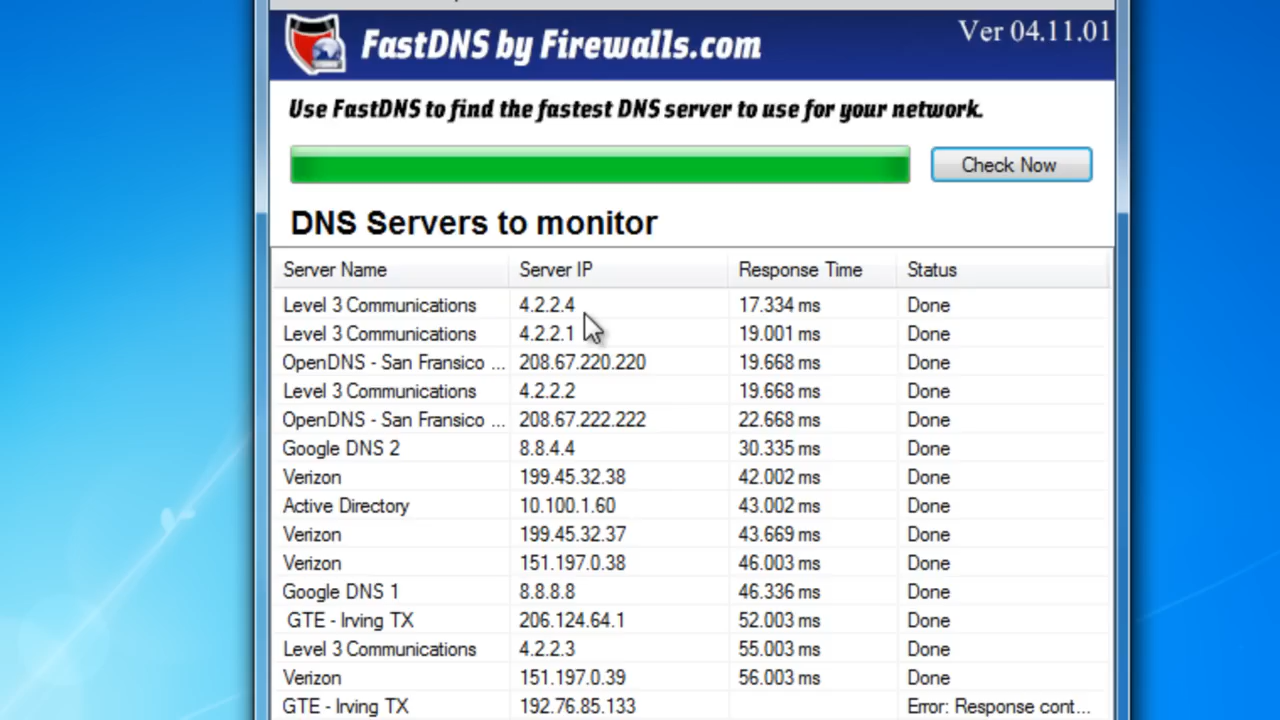 FastDNS by Firewalls.com
Ver 04.11.01
Use FastDNS to find the fastest DNS server to use for your network.
Check Now
DNS Servers to monitor
Server Name Server IP Response Time Status
Level 3 Communications 4.2.2.4 17.334 ms Done
Level 3 Communications 4.2.2.1 19.001 ms Done
OpenDNS - San Fransico ... 208.67.220.220 19.668 ms Done
Level 3 Communications 4.2.2.2 19.668 ms Done
OpenDNS - San Fransico ... 208.67.222.222 22.668 ms Done
Google DNS 2 8.8.4.4 30.335 ms Done
Verizon 199.45.32.38 42.002 ms Done
Active Directory 10.100.1.60 43.002 ms Done
Verizon 199.45.32.37 43.669 ms Done
Verizon 151.197.0.38 46.003 ms Done
Google DNS 1 8.8.8.8 46.336 ms Done
GTE - Irving TX 206.124.64.1 52.003 ms Done
Level 3 Communications 4.2.2.3 55.003 ms Done
Verizon 151.197.0.39 56.003 ms Done
GTE - Irving TX 192.76.85.133 Error: Response cont...